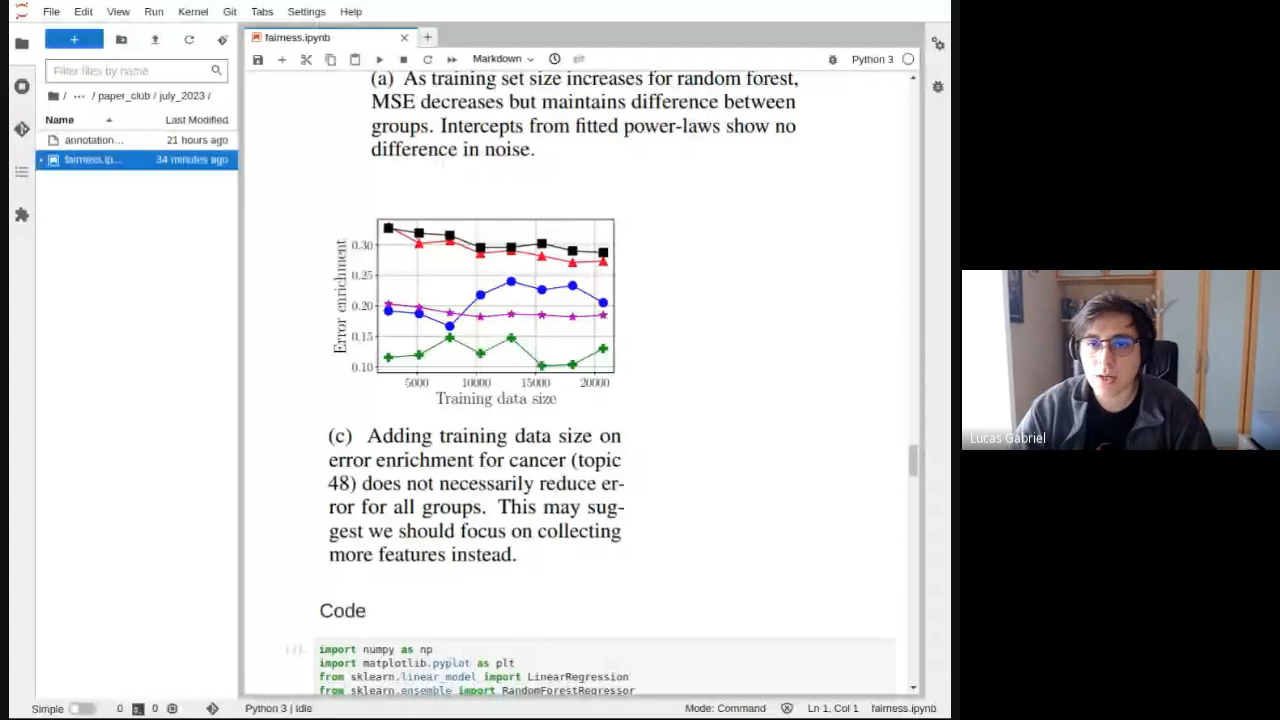 File Edit View Run Kernel Git Tabs Settings Help
fairness.ipynb
Markdown
Python 3
Filter files by name
/ ... / paper_club / july_2023 /
Name Last Modified
annotation... 21 hours ago
fairness.ip... 34 minutes ago
(a) As training set size increases for random forest,
MSE decreases but maintains difference between
groups. Intercepts from fitted power-laws show no
difference in noise.
Error enrichment
0.30
0.25
0.20
0.15
0.10
5000 10000 15000 20000
Training data size
(c) Adding training data size on
error enrichment for cancer (topic
48) does not necessarily reduce er-
ror for all groups. This may sug-
gest we should focus on collecting
more features instead.
Code
[ ]:
import numpy as np
import matplotlib.pyplot as plt
from sklearn.linear_model import LinearRegression
from sklearn.ensemble import RandomForestRegressor
Simple 0 0 Python 3 | Idle Mode: Command Ln 1, Col 1 fairness.ipynb
Lucas Gabriel